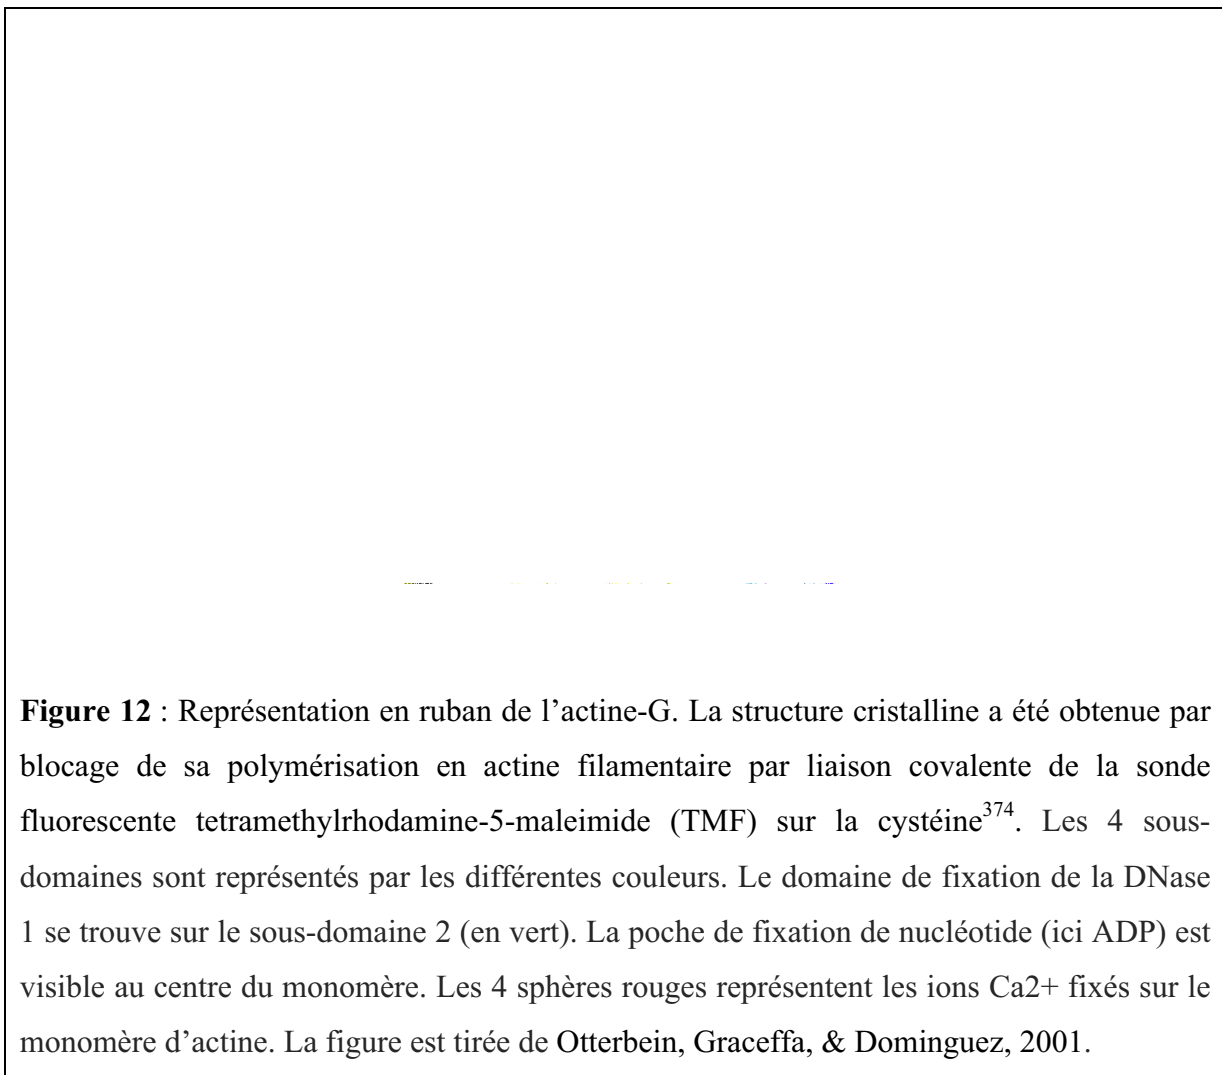 Figure 12 : Représentation en ruban de l’actine-G. La structure cristalline a été obtenue par
blocage de sa polymérisation en actine filamentaire par liaison covalente de la sonde
fluorescente tetramethylrhodamine-5-maleimide (TMF) sur la cystéine³⁷⁴. Les 4 sous-
domaines sont représentés par les différentes couleurs. Le domaine de fixation de la DNase
1 se trouve sur le sous-domaine 2 (en vert). La poche de fixation de nucléotide (ici ADP) est
visible au centre du monomère. Les 4 sphères rouges représentent les ions Ca2+ fixés sur le
monomère d’actine. La figure est tirée de Otterbein, Graceffa, & Dominguez, 2001.